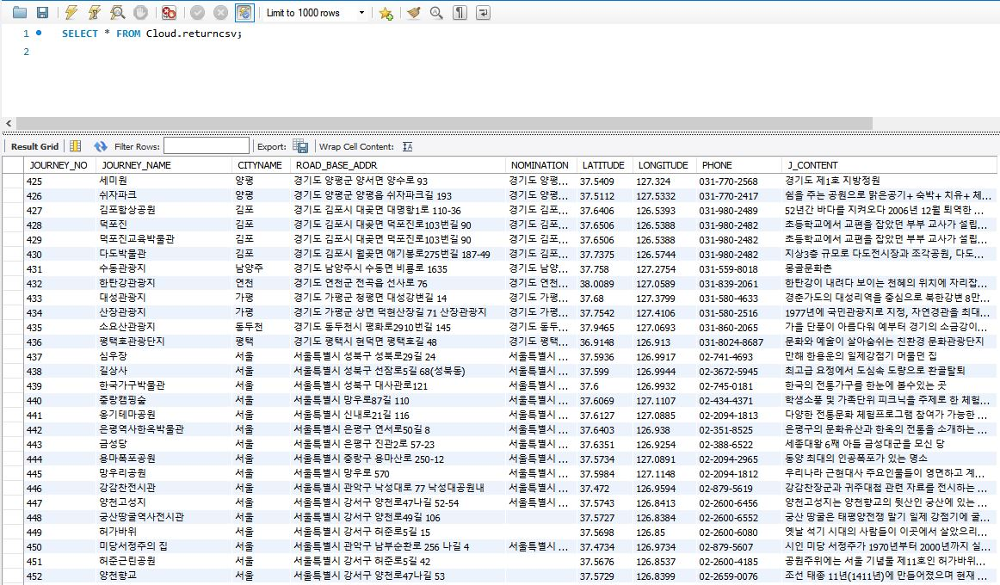 Limit to 1000 rows
1 SELECT * FROM Cloud.returncsv;
2
Result Grid Filter Rows: Export: Wrap Cell Content:
JOURNEY_NO JOURNEY_NAME CITYNAME ROAD_BASE_ADDR NOMINATION LATITUDE LONGITUDE PHONE J_CONTENT
425 세미원 양평 경기도 양평군 양서면 양수로 93 경기도 양평... 37.5409 127.324 031-770-2568 경기도 제1호 지방정원
426 쉬자파크 양평 경기도 양평군 양평읍 쉬자파크길 193 경기도 양평... 37.5112 127.5332 031-770-2417 쉼을 주는 공원으로 맑은공기+ 숙박+ 치유+ 체...
427 김포함상공원 김포 경기도 김포시 대곶면 대명항1로 110-36 경기도 김포... 37.6406 126.5393 031-980-2489 52년간 바다를 지켜오다 2006년 12월 퇴역한 ...
428 덕포진 김포 경기도 김포시 대곶면 덕포진로103번길 90 경기도 김포... 37.6506 126.5388 031-980-2482 초등학교에서 교편을 잡았던 부부 교사가 설립...
429 덕포진교육박물관 김포 경기도 김포시 대곶면 덕포진로103번길 90 경기도 김포... 37.6506 126.5388 031-980-2482 초등학교에서 교편을 잡았던 부부 교사가 설립...
430 다도박물관 김포 경기도 김포시 월곶면 애기봉로275번길 187-49 경기도 김포... 37.7375 126.5744 031-980-2482 지상3층 규모로 다도전시장과 조각공원, 다도...
431 수동관광지 남양주 경기도 남양주시 수동면 비룡로 1635 경기도 남양... 37.758 127.2754 031-559-8018 몽골문화촌
432 한탄강관광지 연천 경기도 연천군 전곡읍 선사로 76 경기도 연천... 38.0089 127.0589 031-839-2061 한탄강이 내려다 보이는 천혜의 위치에 자리잡...
433 대성관광지 가평 경기도 가평군 청평면 대성강변길 14 경기도 가평... 37.68 127.3799 031-580-4633 경춘가도의 대성리역을 중심으로 북한강변 8만...
434 산장관광지 가평 경기도 가평군 상면 덕현산장길 71 산장관광지 경기도 가평... 37.7542 127.4106 031-580-2516 1977년에 국민관광지로 지정, 자연경관을 최대...
435 소요산관광지 동두천 경기도 동두천시 평화로2910번길 145 경기도 동두... 37.9465 127.0693 031-860-2065 가을 단풍이 아름다워 예부터 경기의 소금강이...
436 평택호관광단지 평택 경기도 평택시 현덕면 평택호길 48 경기도 평택... 36.9148 126.913 031-8024-8687 문화와 예술이 살아숨쉬는 친환경 문화관광단지
437 심우장 서울 서울특별시 성북구 성북로29길 24 서울특별시 ... 37.5936 126.9917 02-741-4693 만해 한용운의 일제강점기 머물던 집
438 길상사 서울 서울특별시 성북구 선잠로5길 68(성북동) 서울특별시 ... 37.599 126.9944 02-3672-5945 최고급 요정에서 도심속 도량으로 환골탈퇴
439 한국가구박물관 서울 서울특별시 성북구 대사관로121 서울특별시 ... 37.6 126.9932 02-745-0181 한국의 전통가구를 한눈에 볼수있는 곳
440 중랑캠핑숲 서울 서울특별시 망우로87길 110 서울특별시 ... 37.6069 127.1107 02-434-4371 학생소풍 및 가족단위 피크닉을 주제로 한 체험...
441 옹기테마공원 서울 서울특별시 신내로21길 116 서울특별시 ... 37.6127 127.0885 02-2094-1813 다양한 전통문화 체험프로그램 참여가 가능한 ...
442 은평역사한옥박물관 서울 서울특별시 은평구 연서로50길 8 서울특별시 ... 37.6403 126.938 02-351-8525 은평구의 문화유산과 한옥의 전통을 소개하는 ...
443 금성당 서울 서울특별시 은평구 진관2로 57-23 서울특별시 ... 37.6351 126.9254 02-388-6522 세종대왕 6째 아들 금성대군을 모신 당
444 용마폭포공원 서울 서울특별시 중랑구 용마산로 250-12 서울특별시 ... 37.5734 127.0891 02-2094-2965 동양 최대의 인공폭포가 있는 명소
445 망우리공원 서울 서울특별시 망우로 570 서울특별시 ... 37.5984 127.1148 02-2094-1812 우리나라 근현대사 주요인물들이 영면하고 계...
446 강감찬전시관 서울 서울특별시 관악구 낙성대로 77 낙성대공원내 서울특별시 ... 37.472 126.9594 02-879-5619 강감찬장군과 귀주대첩 관련 자료를 전시하는 ...
447 양천고성지 서울 서울특별시 강서구 양천로47나길 52-54 서울특별시 ... 37.5743 126.8413 02-2600-6456 양천고성지는 양천향교의 뒷산인 궁산에 있는 ...
448 궁산땅굴역사전시관 서울 서울특별시 강서구 양천로49길 106 37.5727 126.8384 02-2600-6552 궁산 땅굴은 태평양전쟁 말기 일제 강점기에 굴...
449 허가바위 서울 서울특별시 강서구 허준로5길 15 37.5698 126.85 02-2600-6080 옛날 석기 시대의 사람들이 이곳에서 살았으리...
450 미당서정주의 집 서울 서울특별시 관악구 남부순환로 256 나길 4 서울특별시 ... 37.4734 126.9734 02-879-5607 시인 미당 서정주가 1970년부터 2000년까지 실...
451 허준근린공원 서울 서울특별시 강서구 허준로5길 42 37.5676 126.8537 02-2600-4185 공원주위에는 서울 기념물 제11호인 허가바위...
452 양천향교 서울 서울특별시 강서구 양천로47나길 53 37.5729 126.8399 02-2659-0076 조선 태종 11년(1411년)에 만들어졌으며 현재 ...